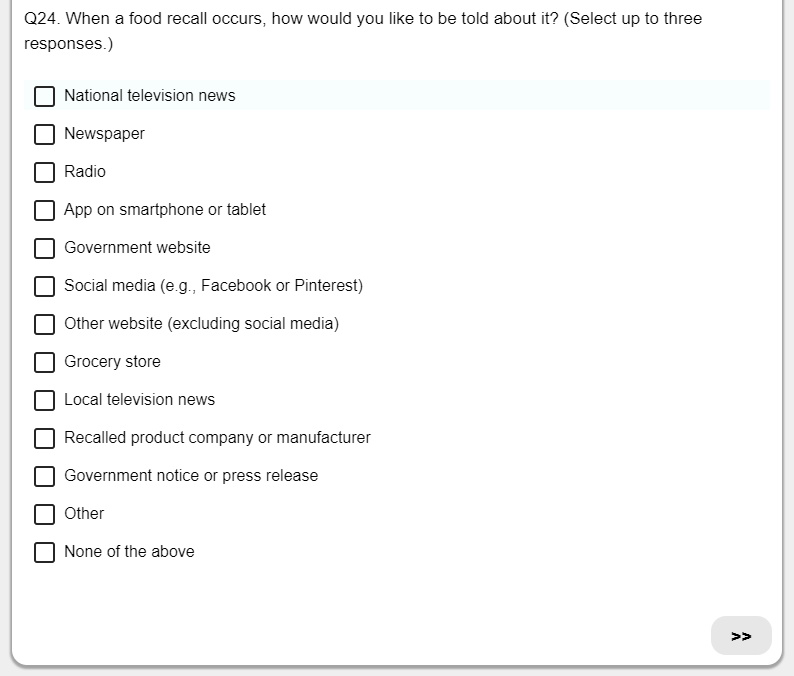 Q24. When a food recall occurs, how would you like to be told about it? (Select up to three
responses.)
National television news
Newspaper
Radio
App on smartphone or tablet
Government website
Social media (e.g., Facebook or Pinterest)
Other website (excluding social media)
Grocery store
Local television news
Recalled product company or manufacturer
Government notice or press release
Other
None of the above
>>